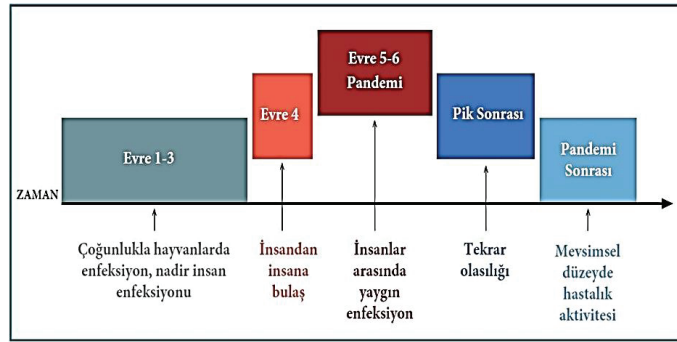 Evre 1-3
Evre 4
Evre 5-6
Pandemi
Pik Sonrası
Pandemi
Sonrası
ZAMAN
Çoğunlukla hayvanlarda
enfeksiyon, nadir insan
enfeksiyonu
İnsandan
insana
bulaş
İnsanlar
arasında
yaygın
enfeksiyon
Tekrar
olasılığı
Mevsimsel
düzeyde
hastalık
aktivitesi